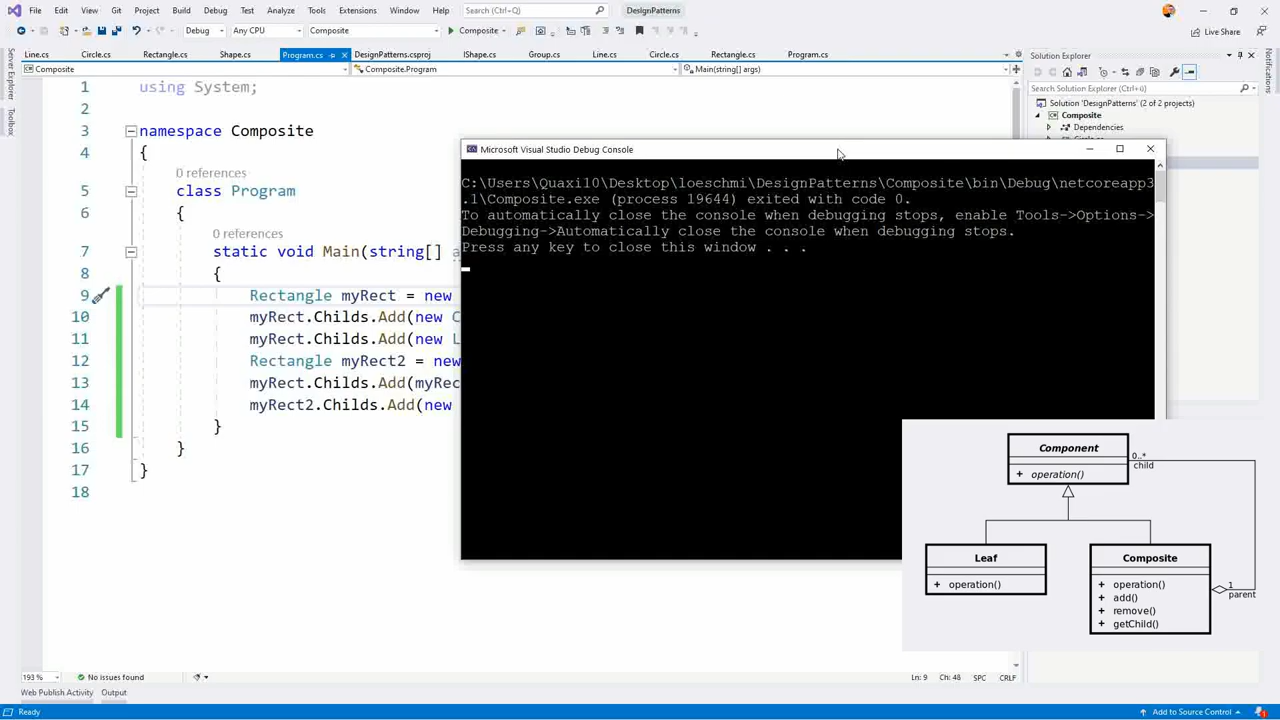 File Edit View Git Project Build Debug Test Analyze Tools Extensions Window Help Search (Ctrl+Q) DesignPatterns
Debug Any CPU Composite Composite Live Share
Line.cs Circle.cs Rectangle.cs Shape.cs Program.cs DesignPatterns.csproj IShape.cs Group.cs Line.cs Circle.cs Rectangle.cs Program.cs
Composite Composite.Program Main(string[] args)
Server Explorer
Toolbox
1 using System;
2
3 namespace Composite
4 {
0 references
5 class Program
6 {
0 references
7 static void Main(string[]
8 {
9 Rectangle myRect = new
10 myRect.Childs.Add(new C
11 myRect.Childs.Add(new L
12 Rectangle myRect2 = new
13 myRect.Childs.Add(myRec
14 myRect2.Childs.Add(new
15 }
16 }
17 }
18
Microsoft Visual Studio Debug Console
C:\Users\Quaxi10\Desktop\loeschmi\DesignPatterns\Composite\bin\Debug\netcoreapp3
.1\Composite.exe (process 19644) exited with code 0.
To automatically close the console when debugging stops, enable Tools->Options->
Debugging->Automatically close the console when debugging stops.
Press any key to close this window . . .
Solution Explorer
Search Solution Explorer (Ctrl+ü)
Solution 'DesignPatterns' (2 of 2 projects)
Composite
Dependencies
Notifications
Component
+ operation()
0..*
child
Leaf
+ operation()
Composite
+ operation()
+ add()
+ remove()
+ getChild()
1
parent
193 % No issues found Ln: 9 Ch: 48 SPC CRLF
Web Publish Activity Output
Ready Add to Source Control